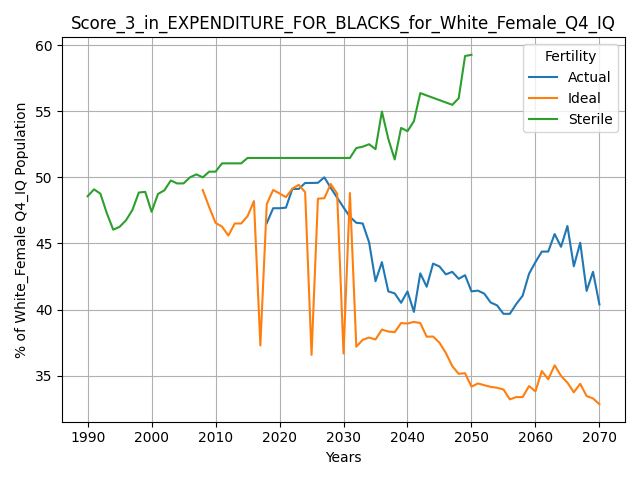 Score_3_in_EXPENDITURE_FOR_BLACKS_for_White_Female_Q4_IQ
% of White_Female Q4_IQ Population
60
55
50
45
40
35
Fertility
Actual
Ideal
Sterile
1990 2000 2010 2020 2030 2040 2050 2060 2070
Years